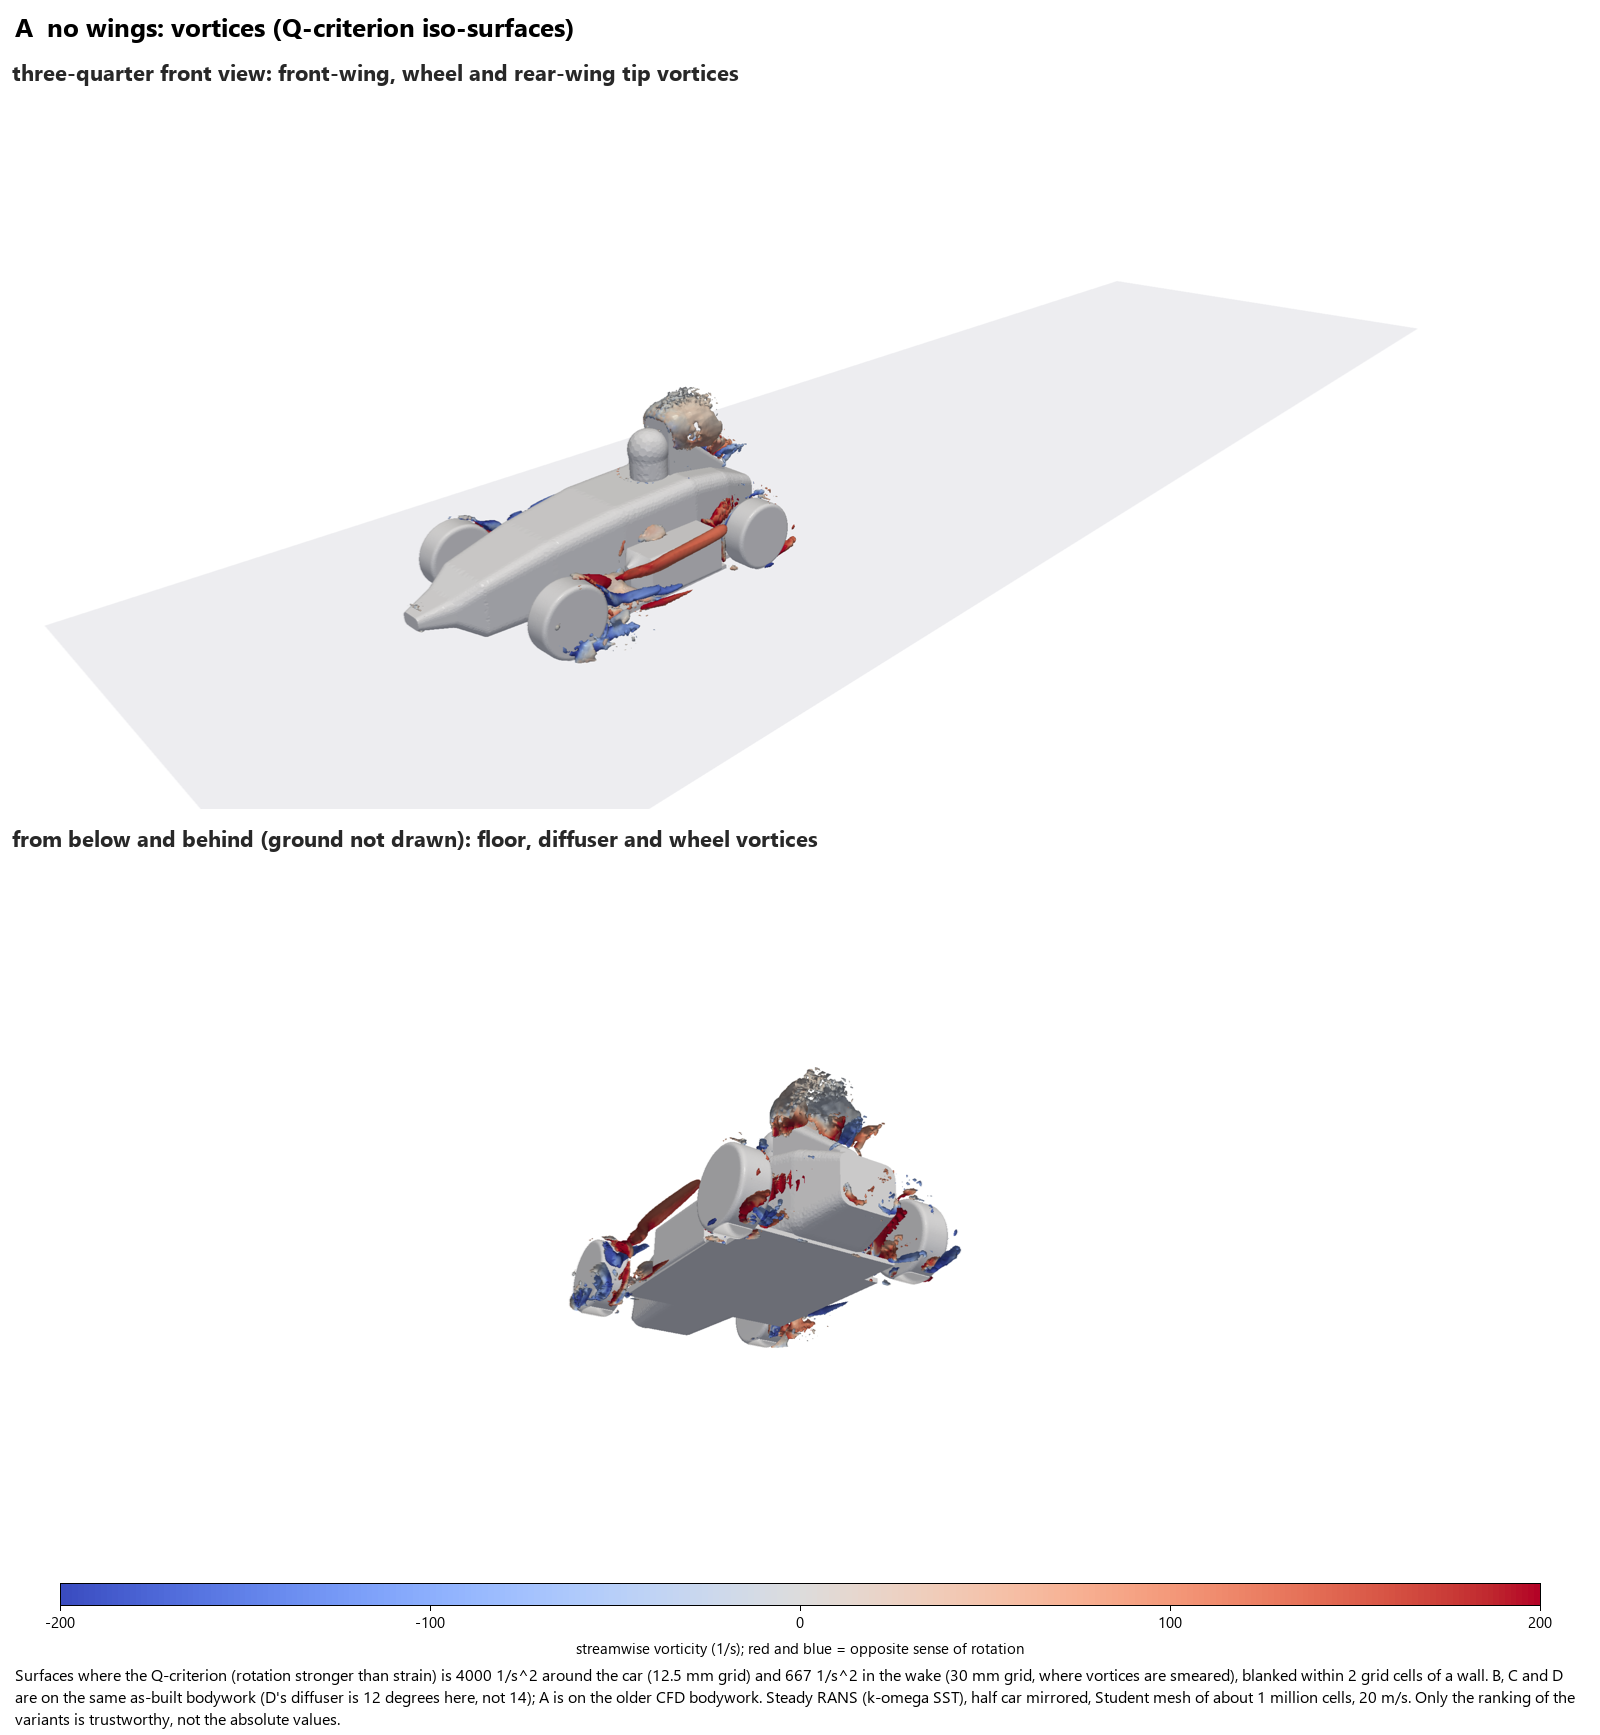 A  no wings: vortices (Q-criterion iso-surfaces)
three-quarter front view: front-wing, wheel and rear-wing tip vortices
from below and behind (ground not drawn): floor, diffuser and wheel vortices
-200 -100 0 100 200
streamwise vorticity (1/s); red and blue = opposite sense of rotation
Surfaces where the Q-criterion (rotation stronger than strain) is 4000 1/s^2 around the car (12.5 mm grid) and 667 1/s^2 in the wake (30 mm grid, where vortices are smeared), blanked within 2 grid cells of a wall. B, C and D
are on the same as-built bodywork (D's diffuser is 12 degrees here, not 14); A is on the older CFD bodywork. Steady RANS (k-omega SST), half car mirrored, Student mesh of about 1 million cells, 20 m/s. Only the ranking of the
variants is trustworthy, not the absolute values.